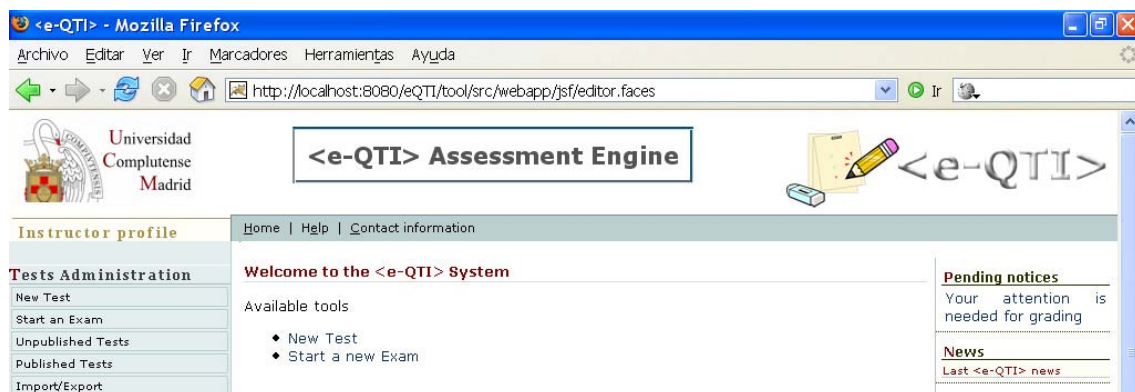 <e-QTI> - Mozilla Firefox
Archivo Editar Ver Ir Marcadores Herramientas Ayuda
http://localhost:8080/eQTI/tool/src/webapp/jsf/editor.faces Ir
Universidad
Complutense
Madrid
<e-QTI> Assessment Engine
<e-QTI>
Instructor profile
Home | Help | Contact information
Tests Administration
New Test
Start an Exam
Unpublished Tests
Published Tests
Import/Export
Welcome to the <e-QTI> System
Available tools
New Test
Start a new Exam
Pending notices
Your attention is
needed for grading
News
Last <e-QTI> news